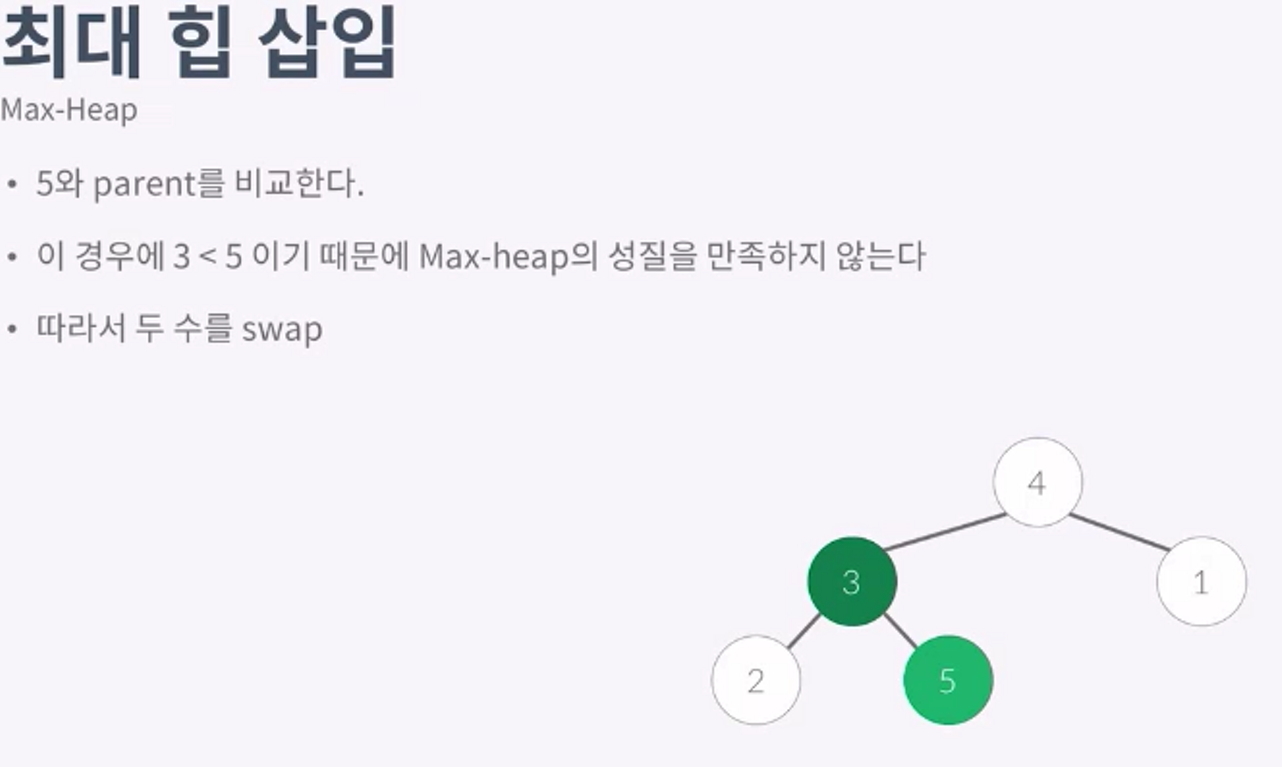 최대 힙 삽입
Max-Heap
• 5와 parent를 비교한다.
• 이 경우에 3 < 5 이기 때문에 Max-heap의 성질을 만족하지 않는다
• 따라서 두 수를 swap
4
3
1
2
5